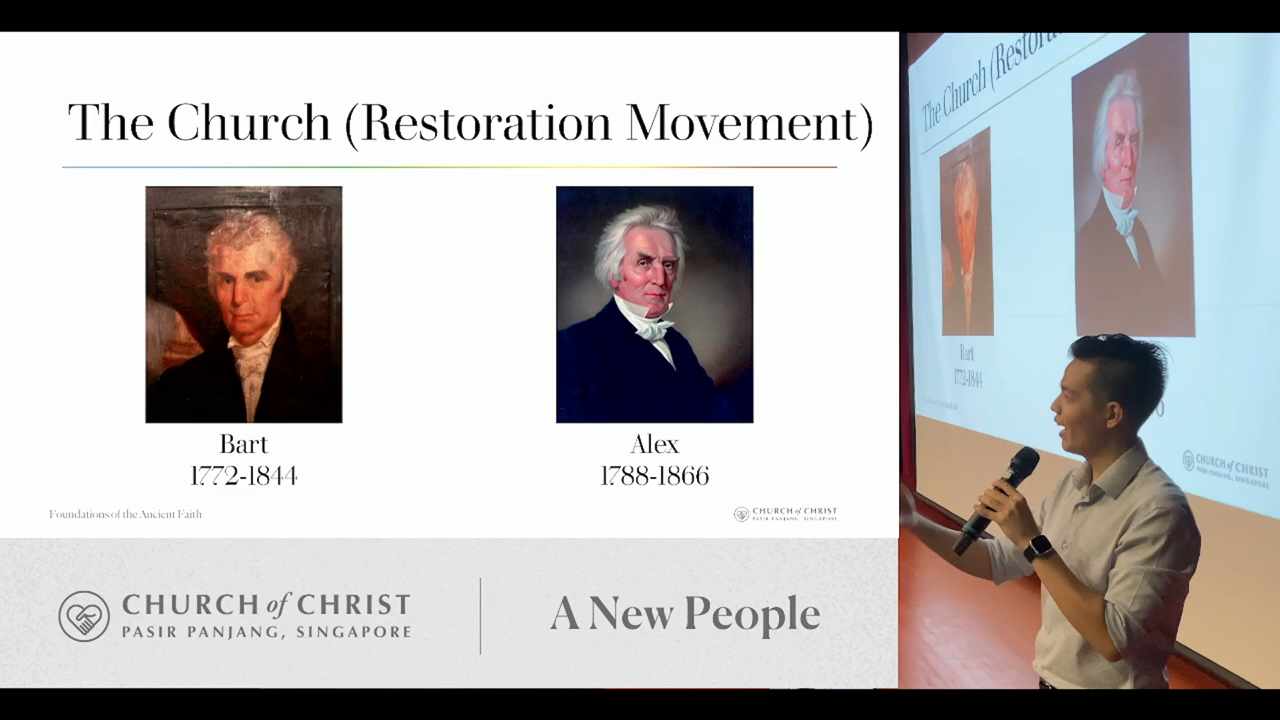 The Church (Restoration Movement)
Bart
1772-1844
Alex
1788-1866
Foundations of the Ancient Faith
CHURCH of CHRIST
PASIR PANJANG, SINGAPORE
CHURCH of CHRIST
PASIR PANJANG, SINGAPORE
A New People
The Church (Restora
Bart
1772-1844
CHURCH of CHRIST
PASIR PANJANG, SINGAPORE